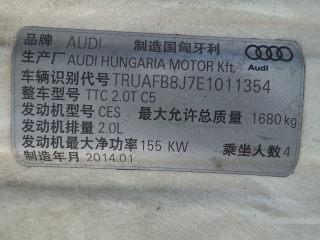 品牌 AUDI 制造国匈牙利
生产厂 AUDI HUNGARIA MOTOR Kft
Audi
车辆识别代号 TRUAFB8J7E1011354
整车型号 TTC 2.0T C5
发动机型号 CES 最大允许总质量 1680kg
发动机排量 2.0L
发动机最大净功率 155 KW 乘坐人数 4
制造年月 2014.01